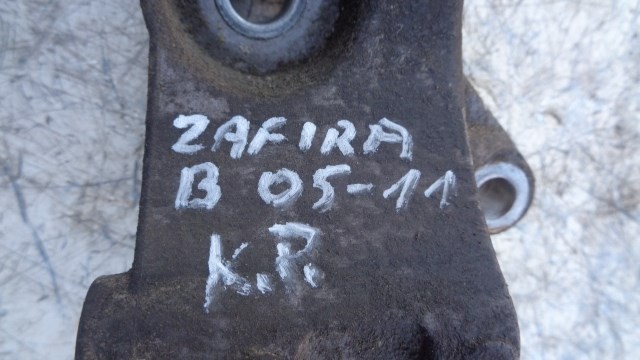 ZAFIRA
B 05-11
K.P.